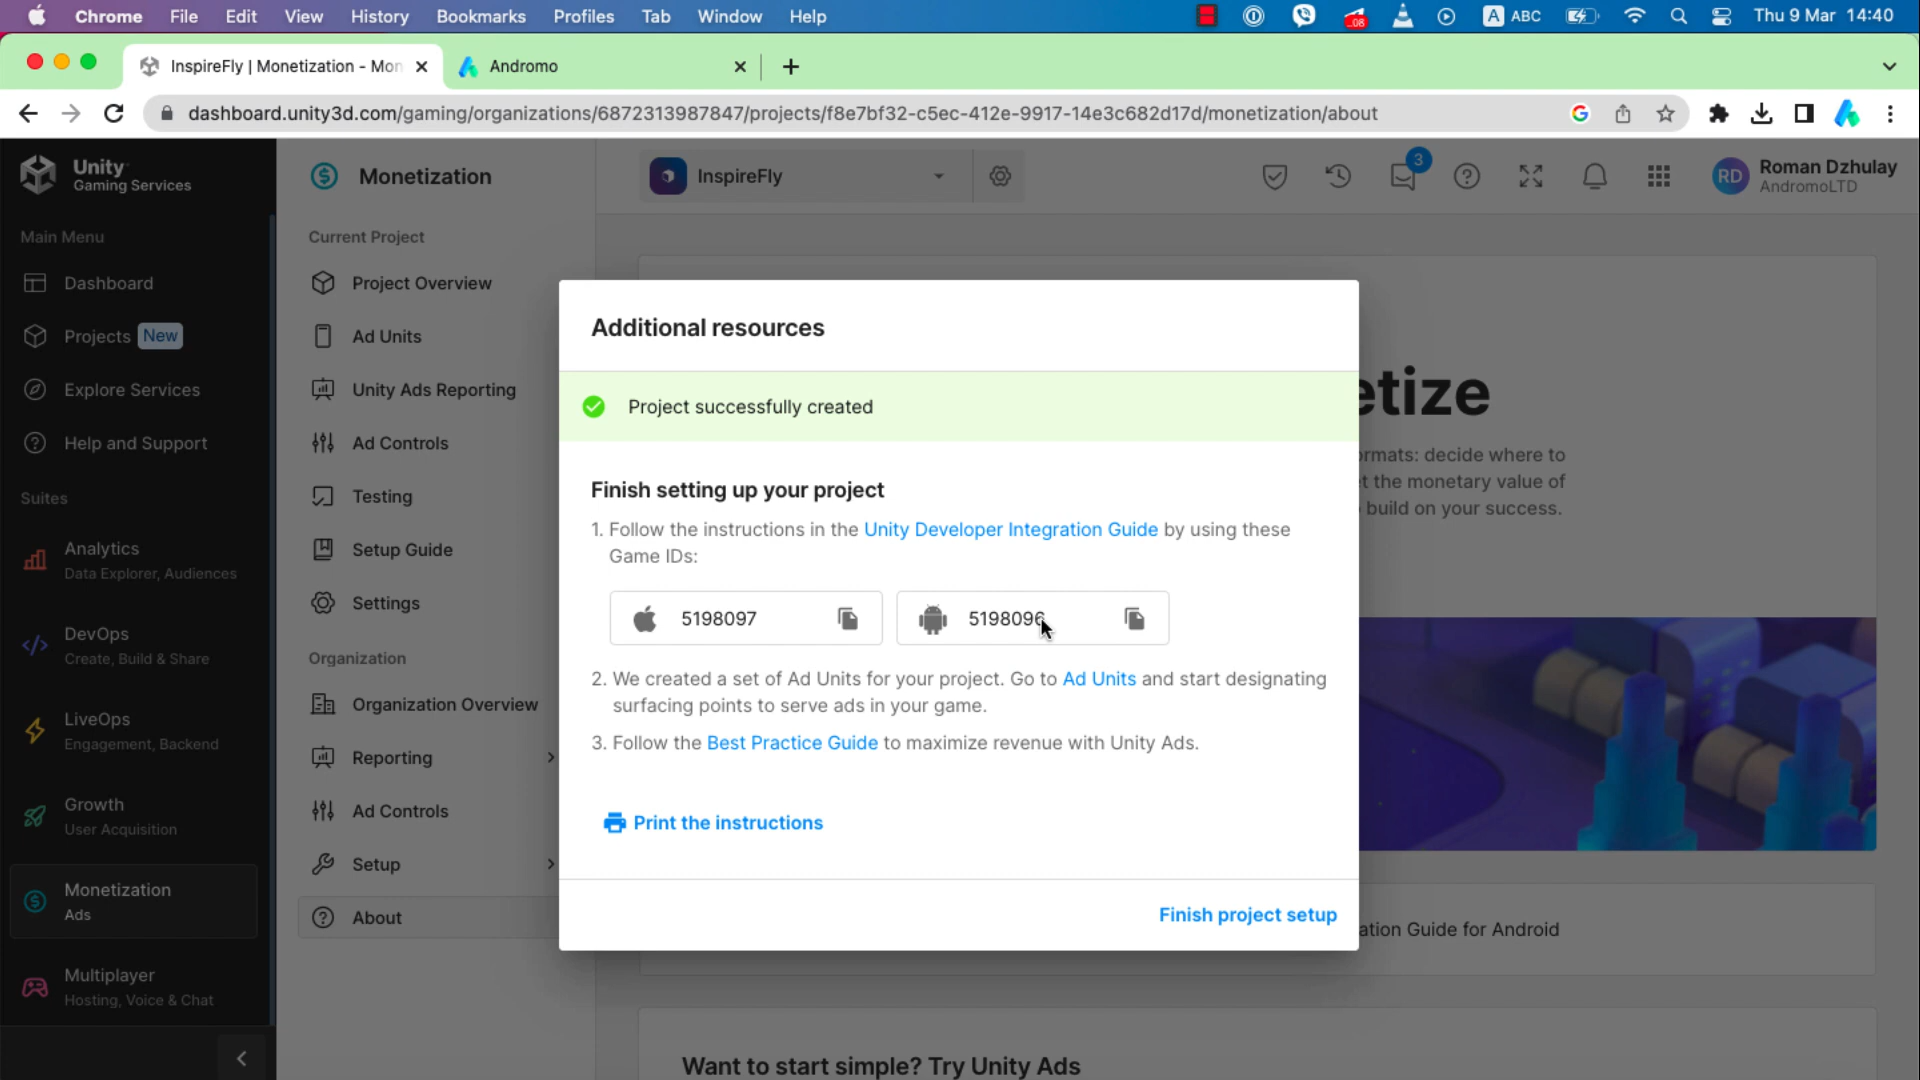 Chrome File Edit View History Bookmarks Profiles Tab Window Help
.08
A ABC
Thu 9 Mar 14:40
InspireFly | Monetization - Mon
Andromo
dashboard.unity3d.com/gaming/organizations/6872313987847/projects/f8e7bf32-c5ec-412e-9917-14e3c682d17d/monetization/about
Unity
Gaming Services
Main Menu
Dashboard
Projects New
Explore Services
Help and Support
Suites
Analytics
Data Explorer, Audiences
DevOps
Create, Build & Share
LiveOps
Engagement, Backend
Growth
User Acquisition
Monetization
Ads
Multiplayer
Hosting, Voice & Chat
Monetization
Current Project
Project Overview
Ad Units
Unity Ads Reporting
Ad Controls
Testing
Setup Guide
Settings
Organization
Organization Overview
Reporting
Ad Controls
Setup
About
InspireFly
3
RD
Roman Dzhulay
AndromoLTD
etize
ormats: decide where to
t the monetary value of
build on your success.
Additional resources
Project successfully created
Finish setting up your project
1. Follow the instructions in the Unity Developer Integration Guide by using these
Game IDs:
5198097
5198096
2. We created a set of Ad Units for your project. Go to Ad Units and start designating
surfacing points to serve ads in your game.
3. Follow the Best Practice Guide to maximize revenue with Unity Ads.
Print the instructions
Finish project setup
ation Guide for Android
Want to start simple? Try Unity Ads